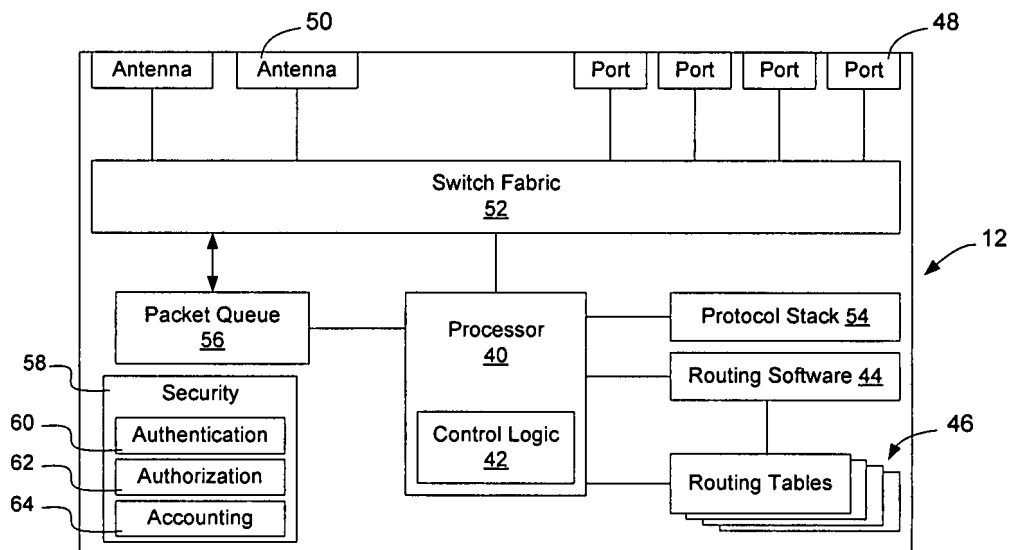 50
48
Antenna
Antenna
Port
Port
Port
Port
Switch Fabric
52
12
Packet Queue
56
Processor
40
Protocol Stack 54
58
Security
Routing Software 44
60
Authentication
Control Logic
42
46
62
Authorization
Routing Tables
64
Accounting